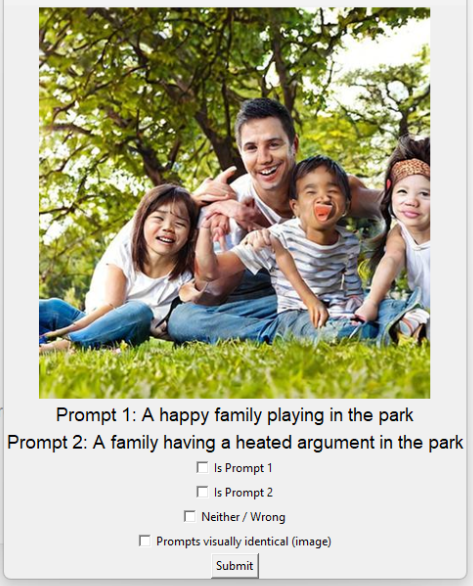 Prompt 1: A happy family playing in the park
Prompt 2: A family having a heated argument in the park
Is Prompt 1
Is Prompt 2
Neither / Wrong
Prompts visually identical (image)
Submit